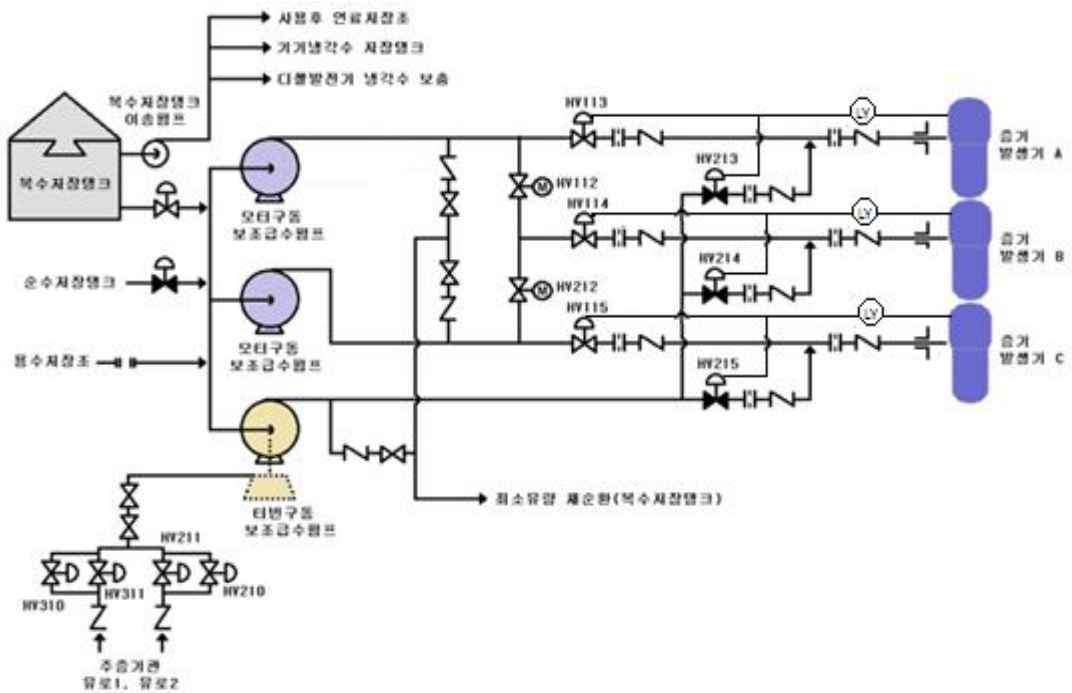 사용후 연료저장조
기기냉각수 저장탱크
디젤발전기 냉각수 보충
복수저장탱크
이송펌프
복수저장탱크
모터구동
보조급수펌프
순수저장탱크
모터구동
보조급수펌프
용수저장조
터빈구동
보조급수펌프
최소유량 재순환(복수저장탱크)
HV113
LV
증기
발생기 A
HV213
M
HV112
HV114
LV
증기
발생기 B
HV214
M
HV212
HV115
LV
증기
발생기 C
HV215
HV211
HV310
HV311
HV210
주증기관
유로1, 유로2